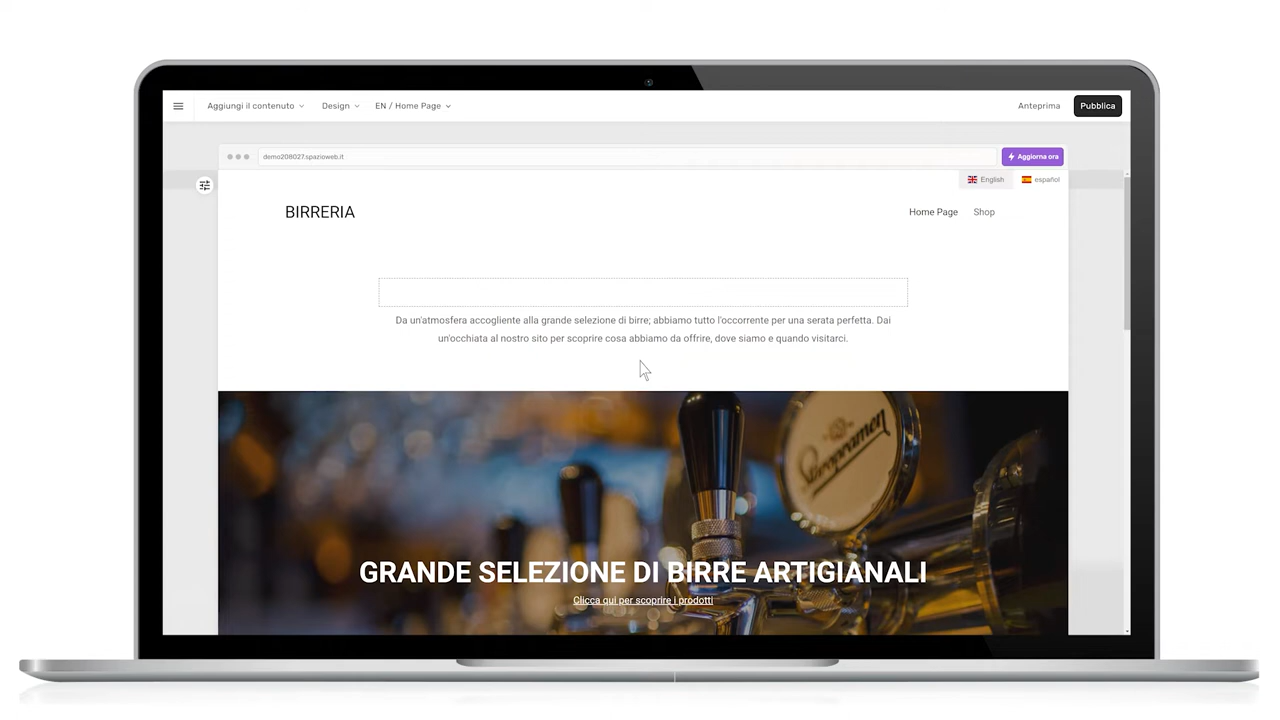 Aggiungi il contenuto
Design
EN / Home Page
Anteprima
Pubblica
demo208027.spazioweb.it
Aggiorna ora
English
español
BIRRERIA
Home Page
Shop
Da un'atmosfera accogliente alla grande selezione di birre; abbiamo tutto l'occorrente per una serata perfetta. Dai
un'occhiata al nostro sito per scoprire cosa abbiamo da offrire, dove siamo e quando visitarci.
Staropramen
GRANDE SELEZIONE DI BIRRE ARTIGIANALI
Clicca qui per scoprire i prodotti